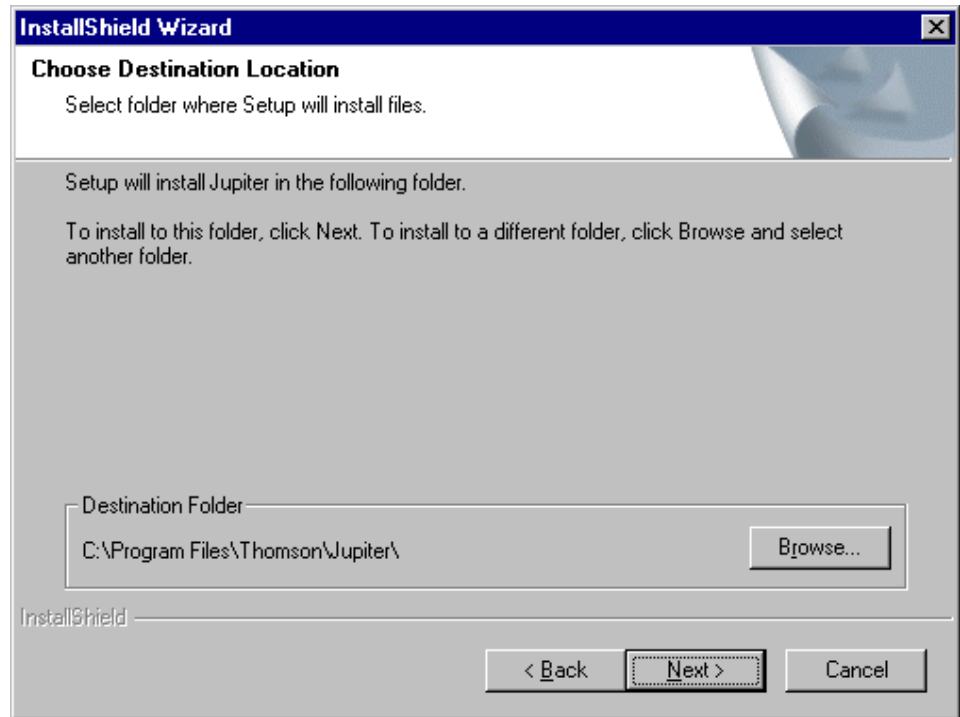 InstallShield Wizard
Choose Destination Location
Select folder where Setup will install files.
Setup will install Jupiter in the following folder.
To install to this folder, click Next. To install to a different folder, click Browse and select
another folder.
Destination Folder
C:\Program Files\Thomson\Jupiter\
Browse...
InstallShield
< Back
Next >
Cancel